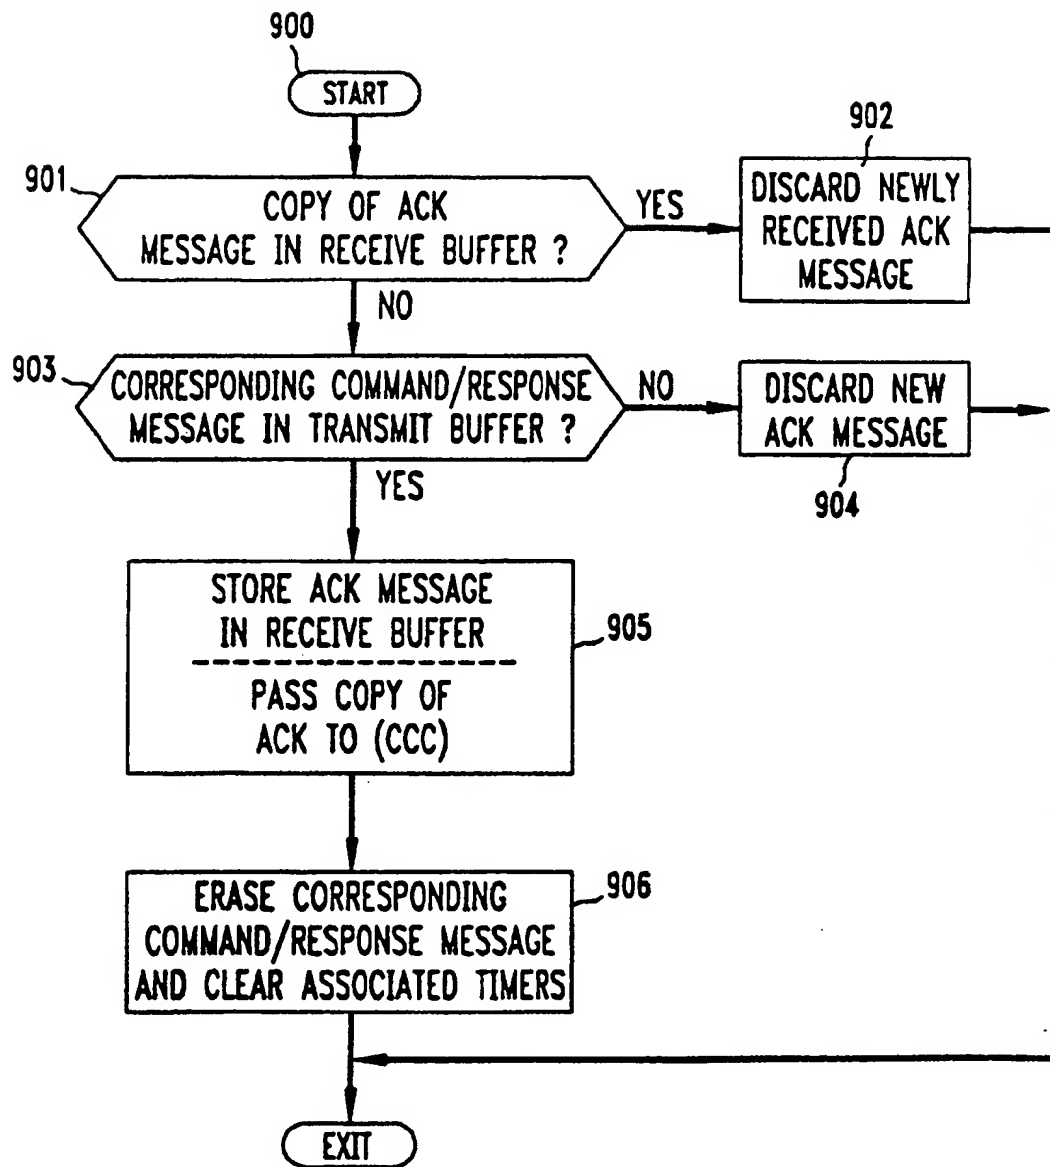 900
START
901
COPY OF ACK
MESSAGE IN RECEIVE BUFFER ?
YES
902
DISCARD NEWLY
RECEIVED ACK
MESSAGE
NO
903
CORRESPONDING COMMAND/RESPONSE
MESSAGE IN TRANSMIT BUFFER ?
NO
DISCARD NEW
ACK MESSAGE
904
YES
STORE ACK MESSAGE
IN RECEIVE BUFFER
PASS COPY OF
ACK TO (CCC)
905
ERASE CORRESPONDING
COMMAND/RESPONSE MESSAGE
AND CLEAR ASSOCIATED TIMERS
906
EXIT